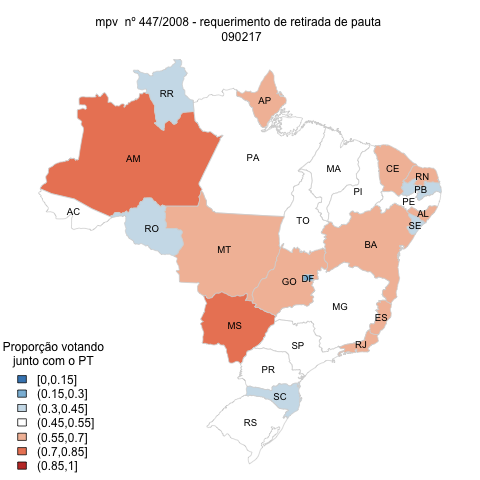 mpv nº 447/2008 - requerimento de retirada de pauta
090217
RR
AP
AM
PA
MA
CE
RN
PB
PI
PE
AL
SE
AC
RO
TO
MT
BA
GO
DF
MG
ES
MS
SP
RJ
PR
SC
RS
Proporção votando
junto com o PT
[0,0.15]
(0.15,0.3]
(0.3,0.45]
(0.45,0.55]
(0.55,0.7]
(0.7,0.85]
(0.85,1]